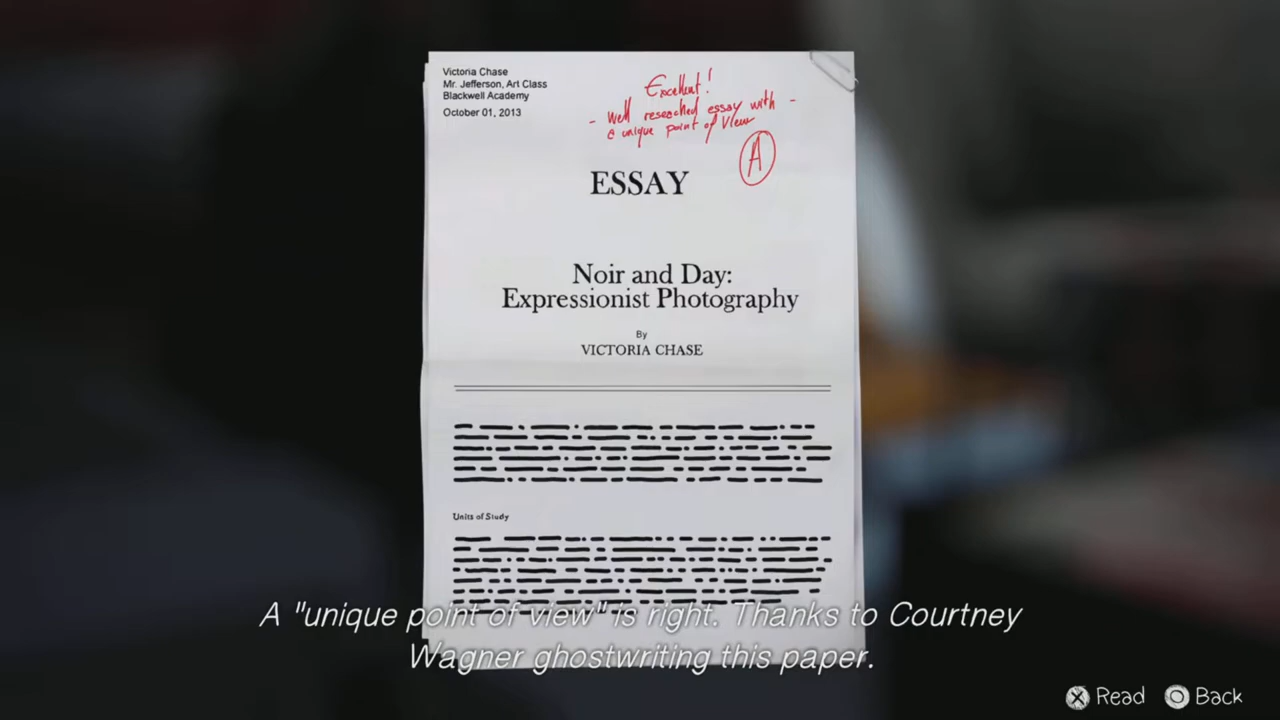 Victoria Chase
Mr. Jefferson, Art Class
Blackwell Academy
October 01, 2013
Excellent!
- Well reseached essay with -
a unique point of View
A
ESSAY
Noir and Day:
Expressionist Photography
By
VICTORIA CHASE
Units of Study
A "unique point of view" is right. Thanks to Courtney
Wagner ghostwriting this paper.
Read Back